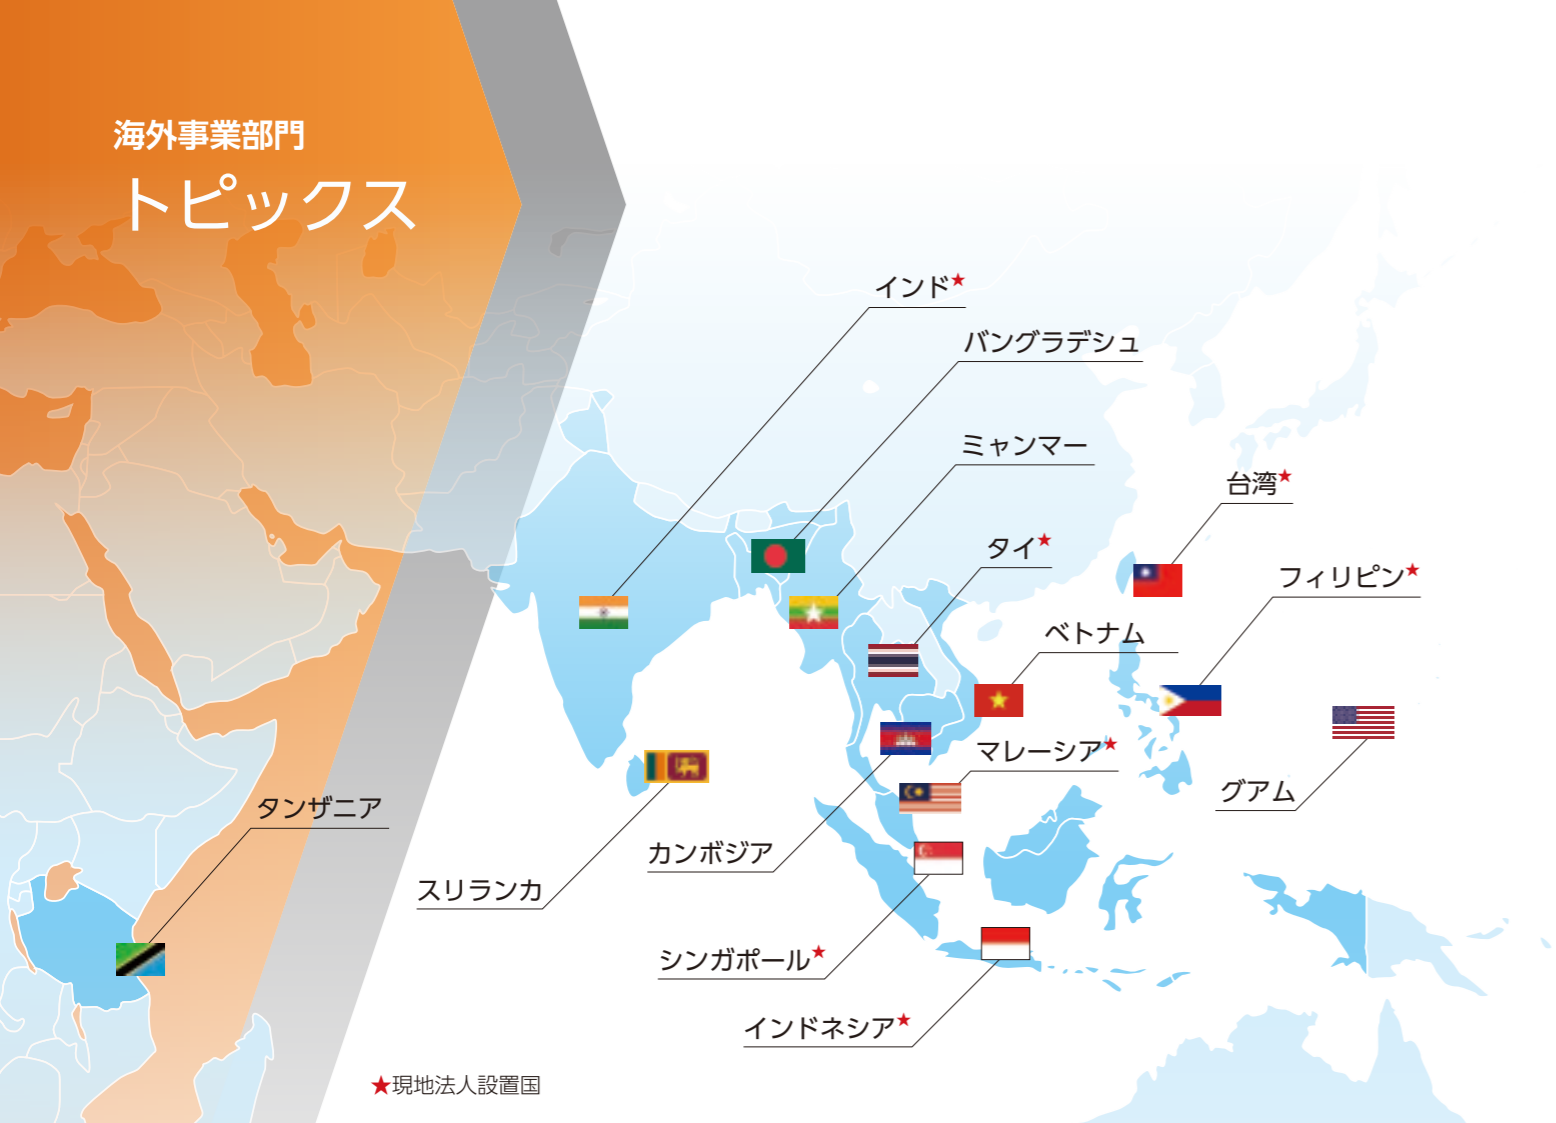 海外事業部門
トピックス
インド★
バングラデシュ
ミャンマー
台湾★
タイ★
フィリピン★
ベトナム
マレーシア★
グアム
タンザニア
カンボジア
スリランカ
シンガポール★
インドネシア★
★現地法人設置国